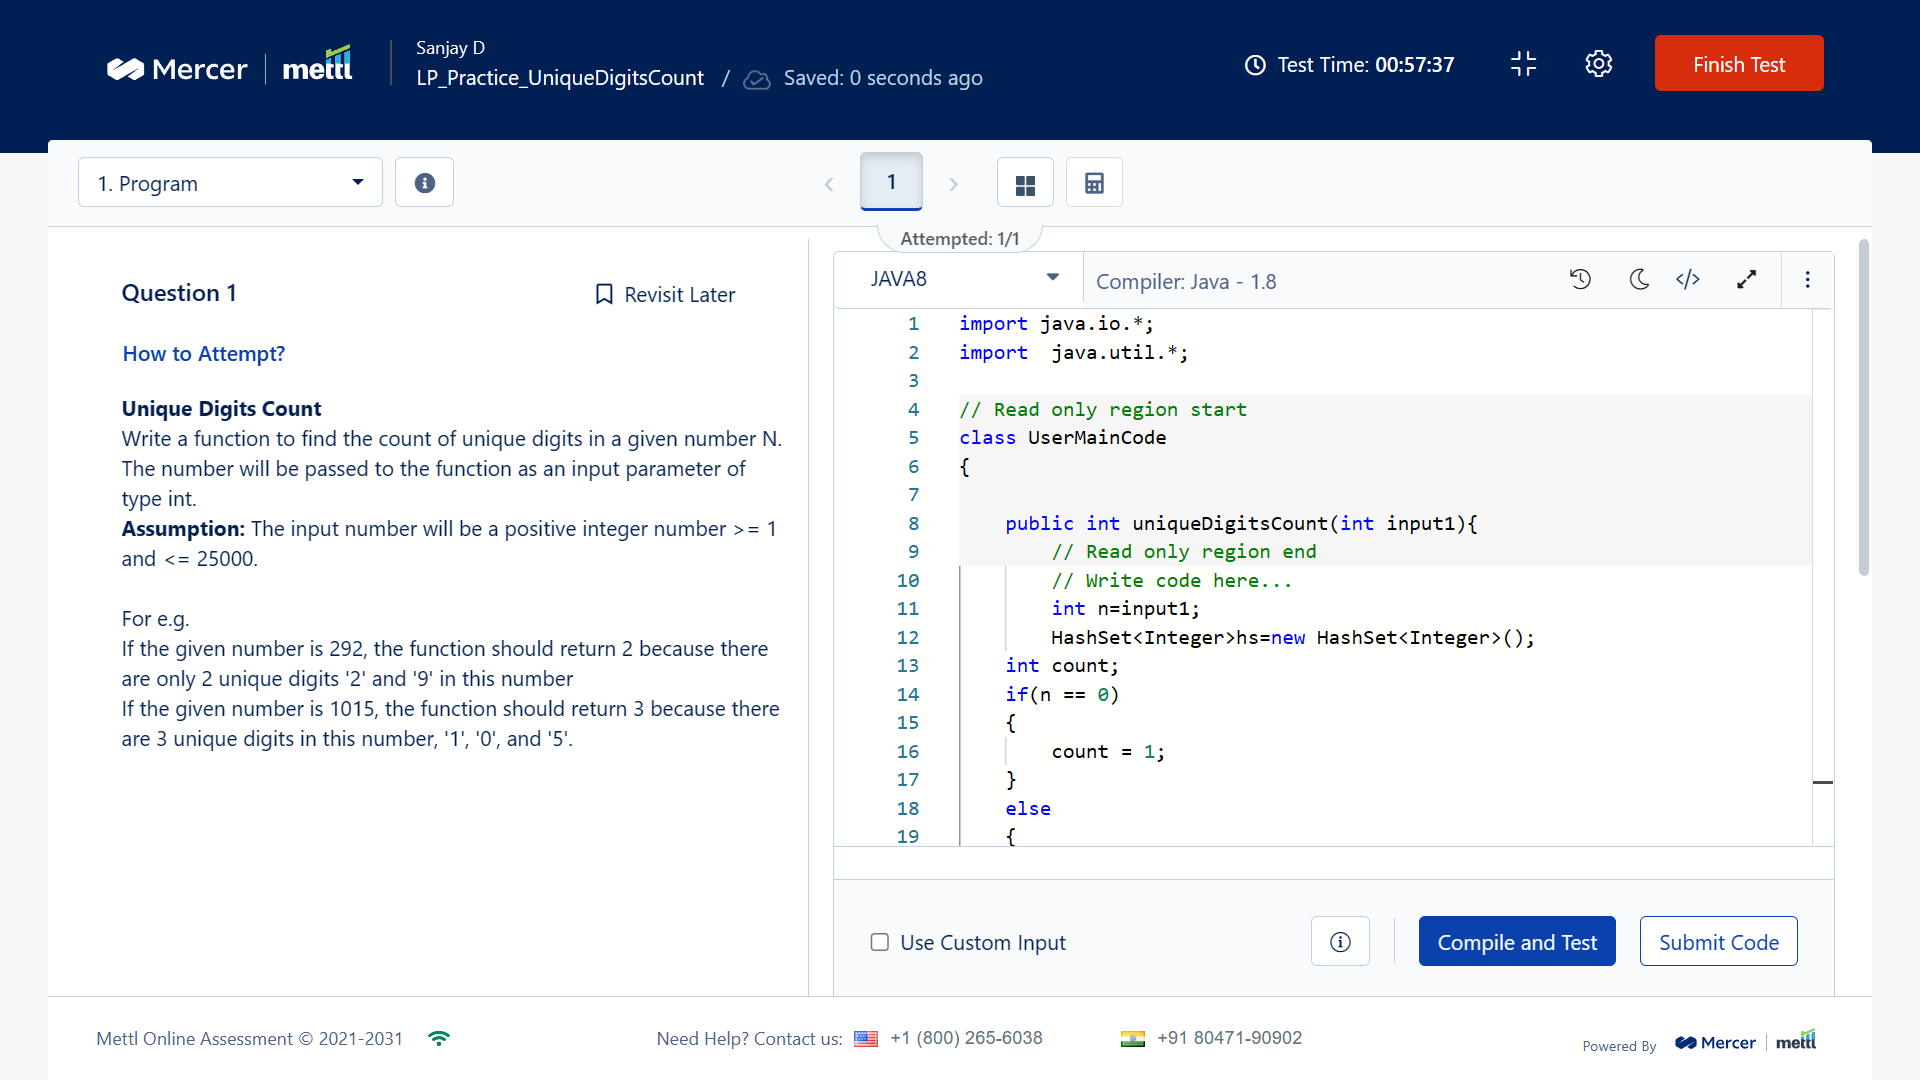 Mercer
mettl
Sanjay D
LP_Practice_UniqueDigitsCount / Saved: 0 seconds ago
Test Time: 00:57:37
Finish Test
1. Program
1
Attempted: 1/1
Question 1
Revisit Later
How to Attempt?
Unique Digits Count
Write a function to find the count of unique digits in a given number N.
The number will be passed to the function as an input parameter of
type int.
Assumption: The input number will be a positive integer number >= 1
and <= 25000.
For e.g.
If the given number is 292, the function should return 2 because there
are only 2 unique digits '2' and '9' in this number
If the given number is 1015, the function should return 3 because there
are 3 unique digits in this number, '1', '0', and '5'.
JAVA8
Compiler: Java - 1.8
1 import java.io.*;
2 import  java.util.*;
3
4 // Read only region start
5 class UserMainCode
6 {
7
8     public int uniqueDigitsCount(int input1){
9         // Read only region end
10         // Write code here...
11         int n=input1;
12         HashSet<Integer>hs=new HashSet<Integer>();
13     int count;
14     if(n == 0)
15     {
16         count = 1;
17     }
18     else
19     {
Use Custom Input
Compile and Test
Submit Code
Mettl Online Assessment © 2021-2031
Need Help? Contact us: +1 (800) 265-6038
+91 80471-90902
Powered By
Mercer
mettl